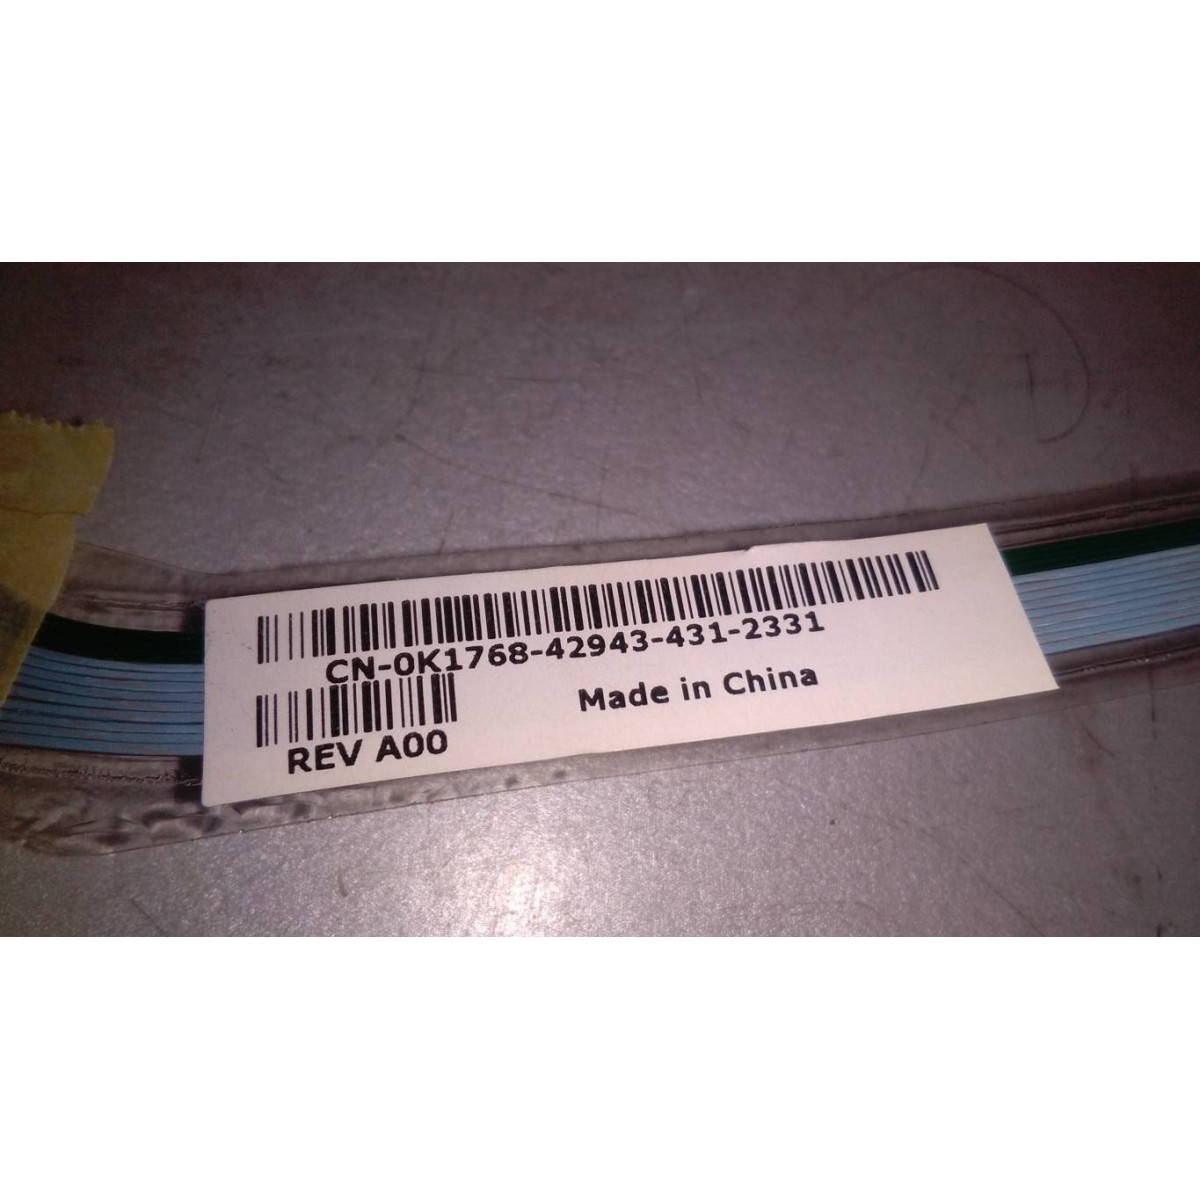 CN-0K1768-42943-431-2331
Made in China
REV A00